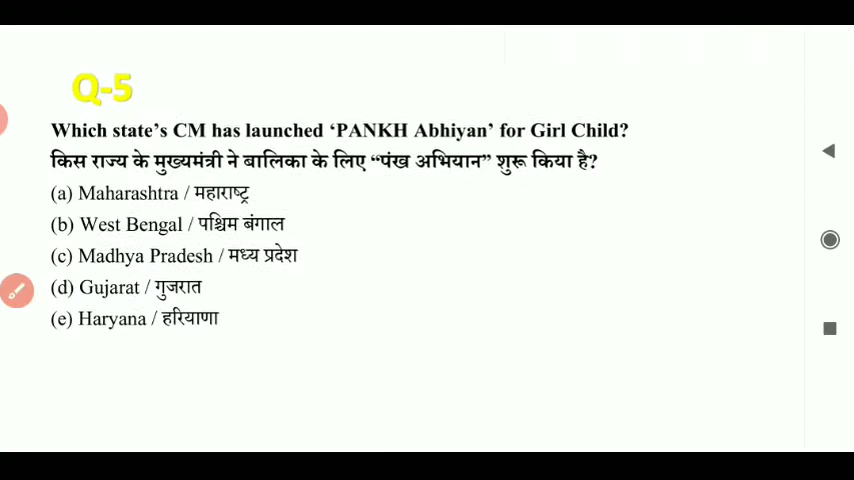 Q-5
Which state's CM has launched ‘PANKH Abhiyan’ for Girl Child?
किस राज्य के मुख्यमंत्री ने बालिका के लिए “पंख अभियान” शुरू किया है?
(a) Maharashtra / महाराष्ट्र
(b) West Bengal / पश्चिम बंगाल
(c) Madhya Pradesh / मध्य प्रदेश
(d) Gujarat / गुजरात
(e) Haryana / हरियाणा